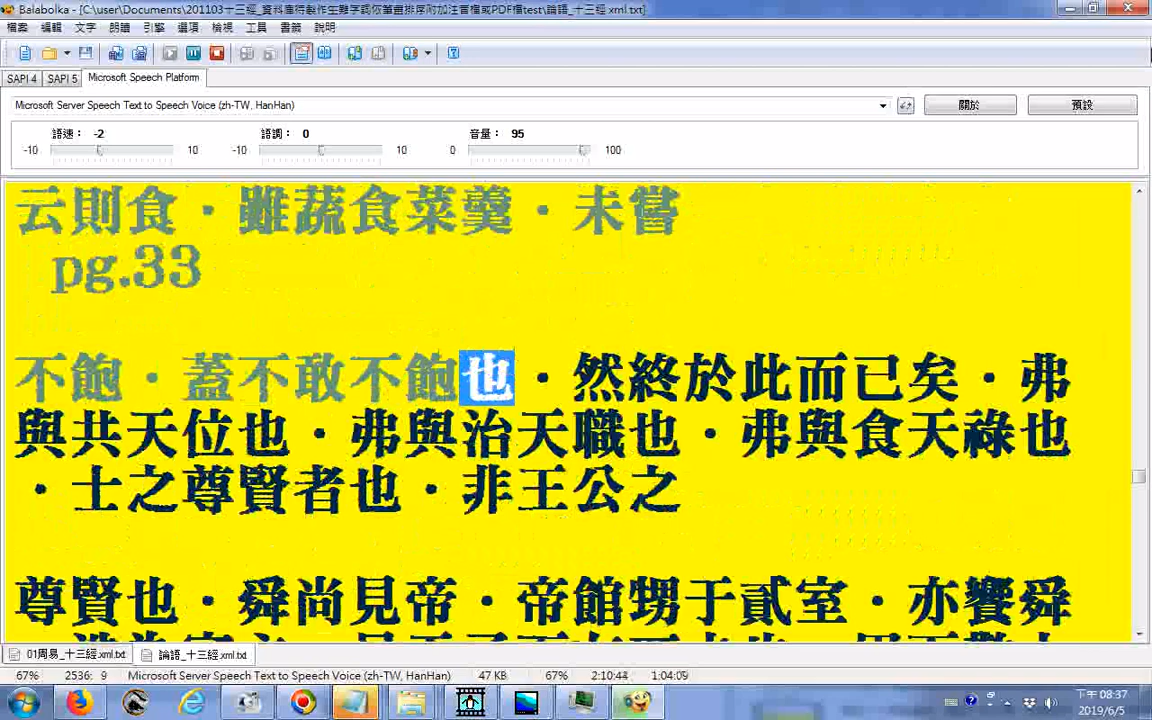 Balabolka - [C:\user\Documents\201103十三經_資料庫待製作生難字詞依筆畫排序附加注音檔或PDF檔test\論語_十三經 xml.txt]
檔案 編輯 文字 朗讀 引擎 選項 檢視 工具 書籤 說明
SAPI 4 SAPI 5 Microsoft Speech Platform
Microsoft Server Speech Text to Speech Voice (zh-TW, HanHan) 關於 預設
語速： -2 語調： 0 音量： 95
-10 10 -10 10 0 100
云則食．雖蔬食菜羹．未嘗
pg.33
不飽．蓋不敢不飽也．然終於此而已矣．弗
與共天位也．弗與治天職也．弗與食天祿也
．士之尊賢者也．非王公之
尊賢也．舜尚見帝．帝館甥于貳室．亦饗舜
01周易_十三經.xml.txt 論語_十三經.xml.txt
67% 2536: 9 Microsoft Server Speech Text to Speech Voice (zh-TW, HanHan) 47 KB 67% 2:10:44 1:04:09
下午 08:37
2019/6/5